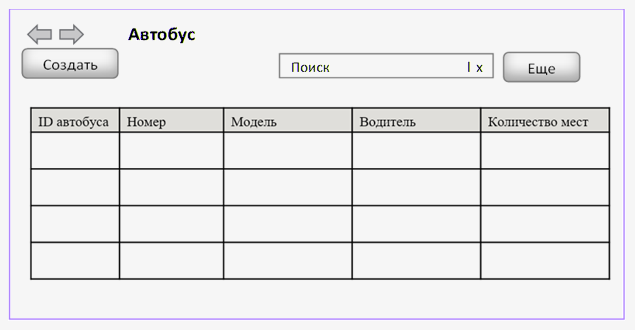 Автобус
Создать
Поиск | x
Еще
ID автобуса Номер Модель Водитель Количество мест